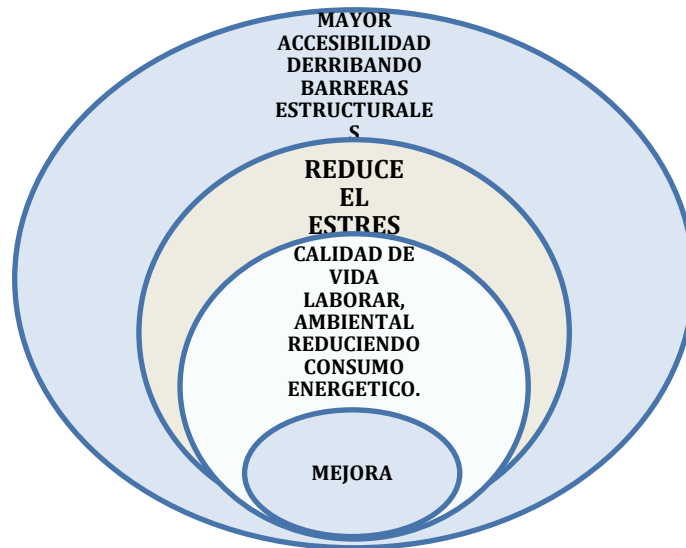 MAYOR
ACCESIBILIDAD
DERRIBANDO
BARRERAS
ESTRUCTURALE
S
REDUCE
EL
ESTRES
CALIDAD DE
VIDA
LABORAR,
AMBIENTAL
REDUCIENDO
CONSUMO
ENERGETICO.
MEJORA